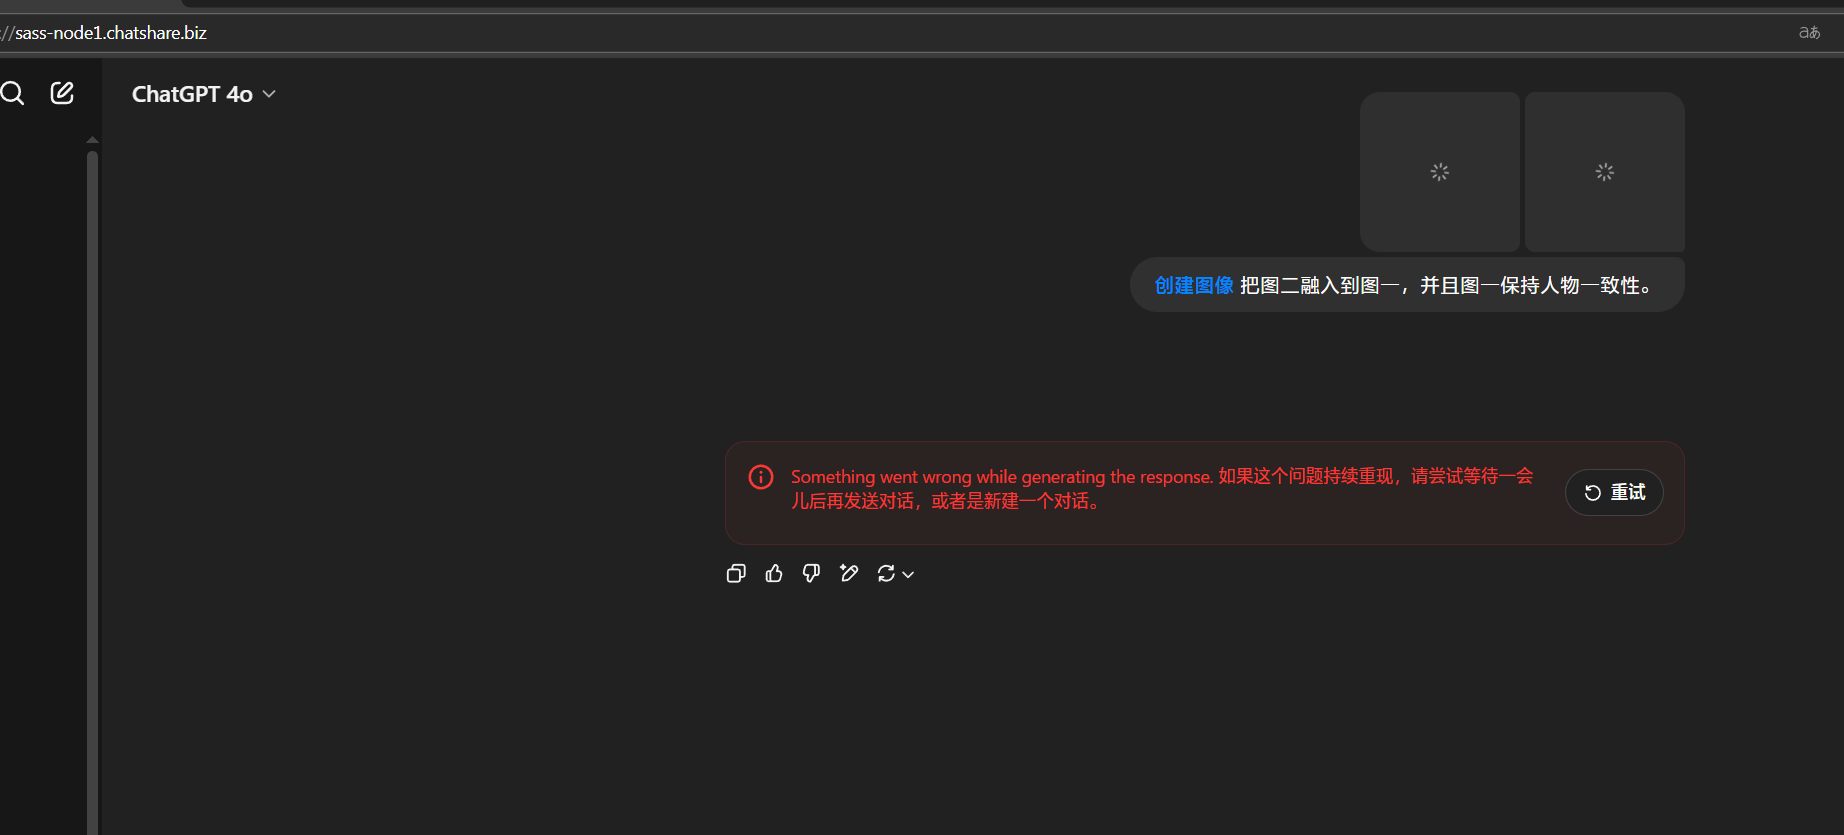 ://sass-node1.chatshare.biz
aあ
ChatGPT 4o
创建图像 把图二融入到图一，并且图一保持人物一致性。
Something went wrong while generating the response. 如果这个问题持续重现，请尝试等待一会
儿后再发送对话，或者是新建一个对话。
重试